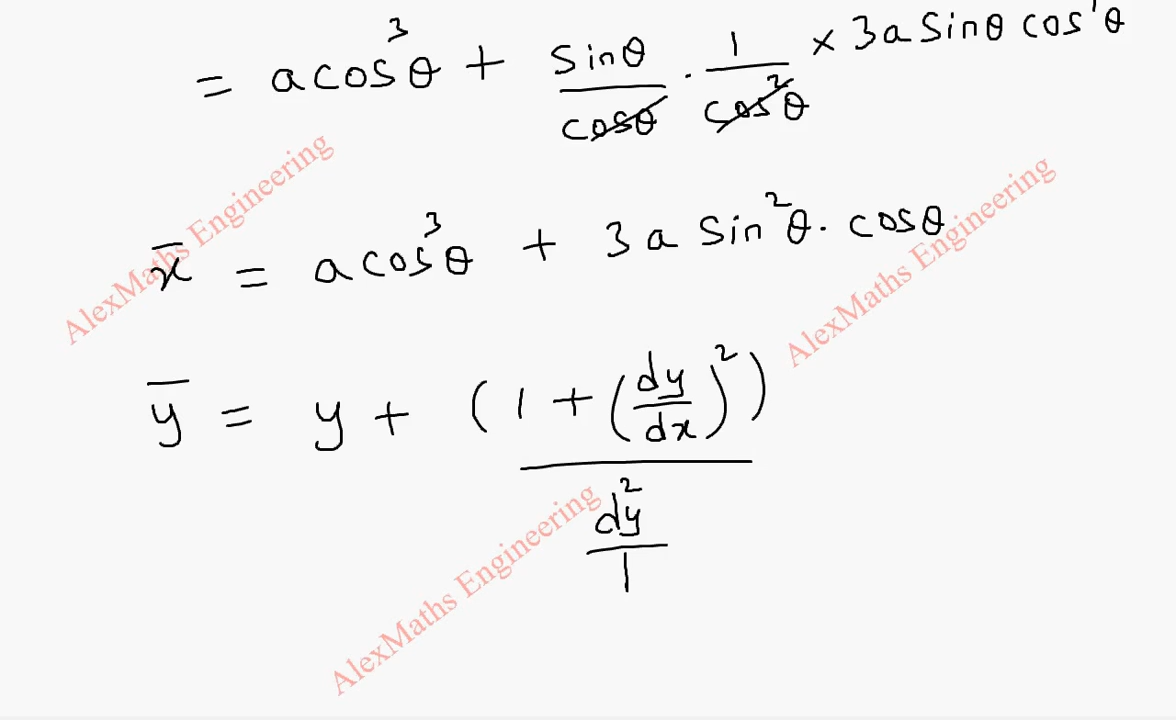 = a cos³θ + sinθ/cosθ · 1/cos²θ × 3a sinθ cos⁴θ
x̄ = a cos³θ + 3a sin²θ · cosθ
ȳ = y + (1 + (dy/dx)²) / d²y/1
AlexMaths Engineering
AlexMaths Engineering
AlexMaths Engineering